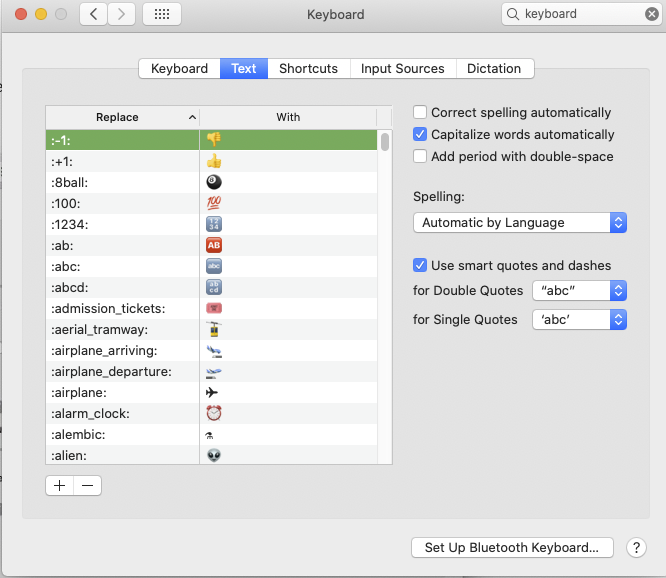 Keyboard
keyboard
Keyboard Text Shortcuts Input Sources Dictation
Replace With
:-1: 👎
:+1: 👍
:8ball: 🎱
:100: 💯
:1234: 🔢
:ab: 🆎
:abc: 🔤
:abcd: 🔡
:admission_tickets: 🎟
:aerial_tramway: 🚡
:airplane_arriving: 🛬
:airplane_departure: 🛫
:airplane: ✈
:alarm_clock: ⏰
:alembic: ⚗
:alien: 👽
+ −
Correct spelling automatically
Capitalize words automatically
Add period with double-space
Spelling:
Automatic by Language
Use smart quotes and dashes
for Double Quotes “abc”
for Single Quotes ‘abc’
Set Up Bluetooth Keyboard... ?